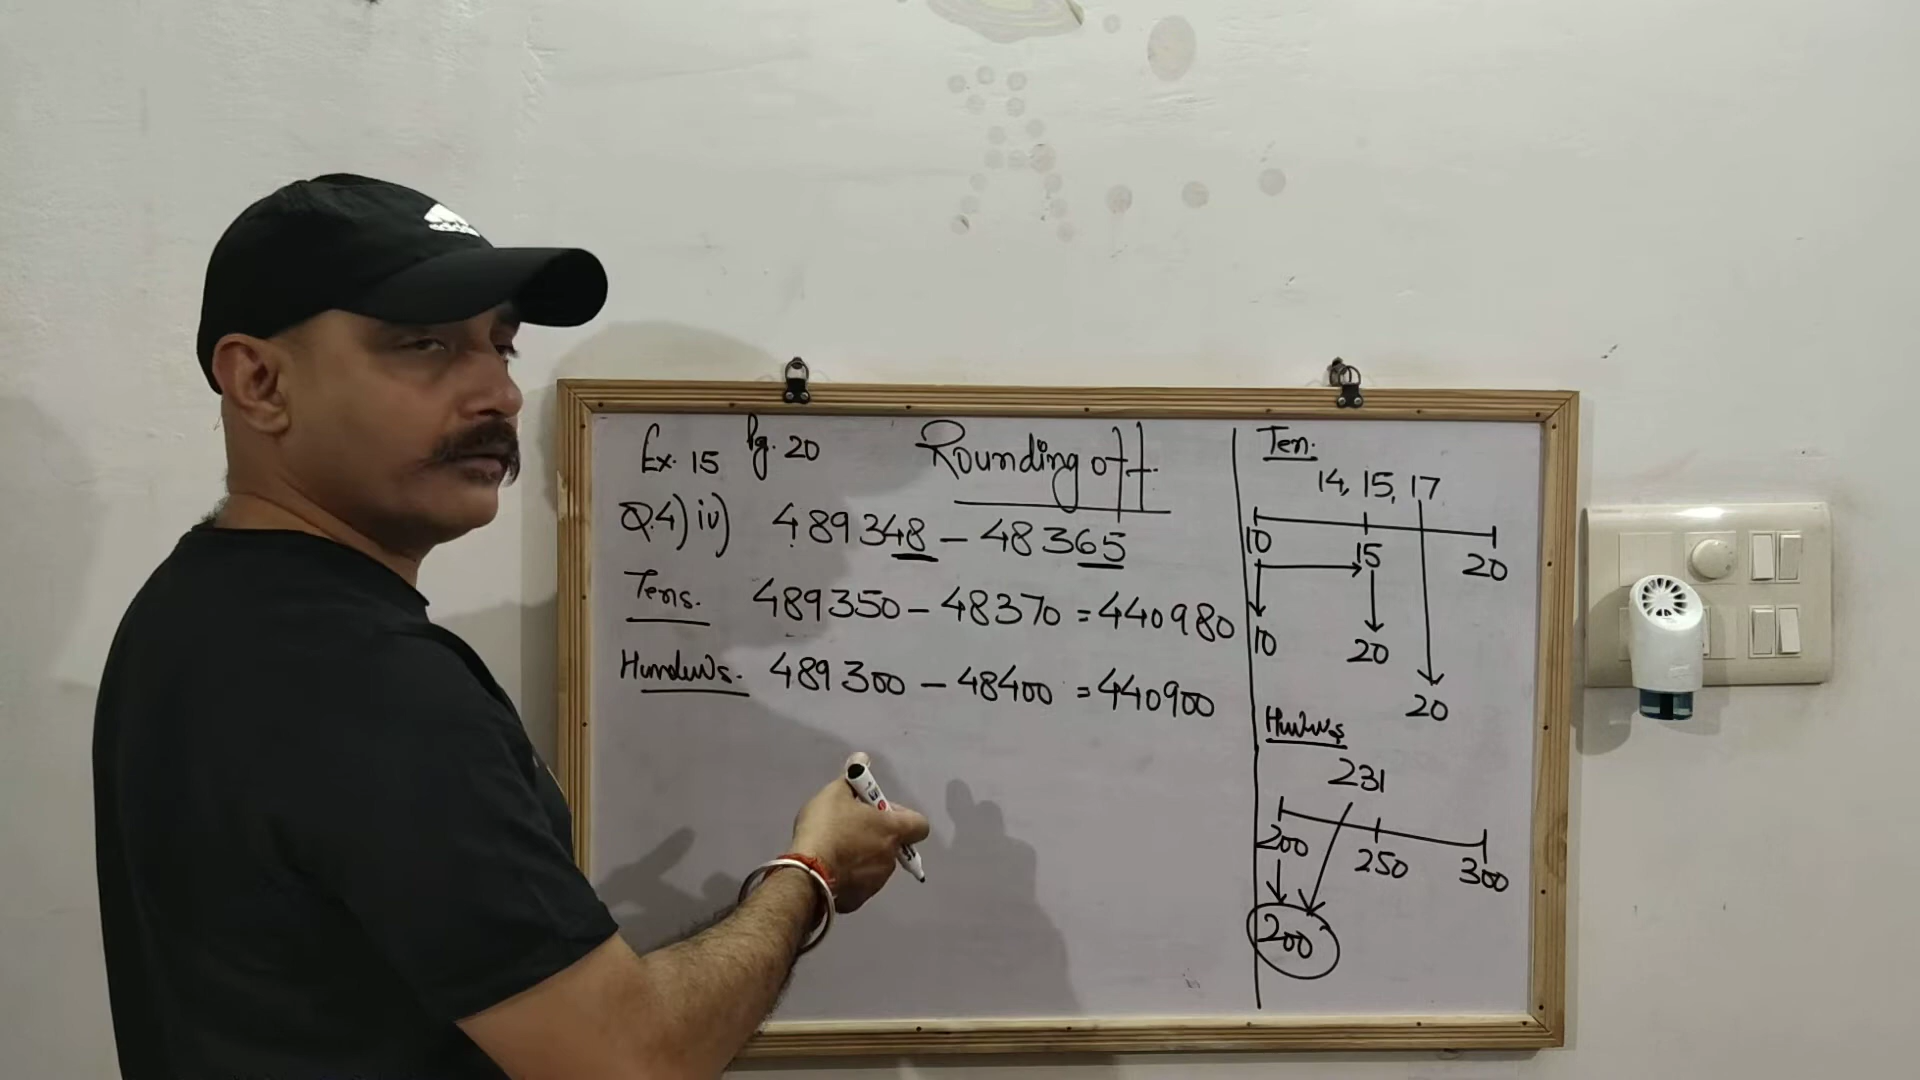 Ex. 15 Pg. 20 Rounding off.
Q.4) iv) 489348 - 48365
Tens. 489350 - 48370 = 440980
Hundreds. 489300 - 48400 = 440900
Ten.
14, 15, 17
10 15 20
10 20 20
Hundreds
231
200 250 300
200